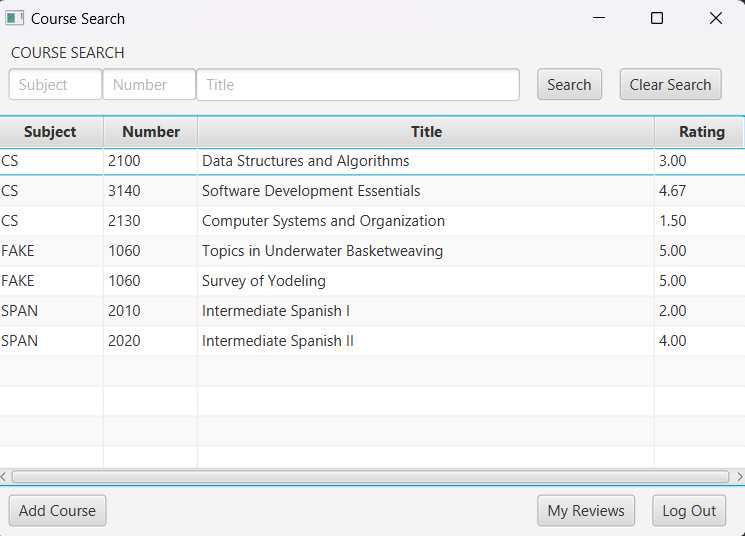 Course Search
COURSE SEARCH
Subject Number Title Search Clear Search
Subject Number Title Rating
CS 2100 Data Structures and Algorithms 3.00
CS 3140 Software Development Essentials 4.67
CS 2130 Computer Systems and Organization 1.50
FAKE 1060 Topics in Underwater Basketweaving 5.00
FAKE 1060 Survey of Yodeling 5.00
SPAN 2010 Intermediate Spanish I 2.00
SPAN 2020 Intermediate Spanish II 4.00
Add Course My Reviews Log Out